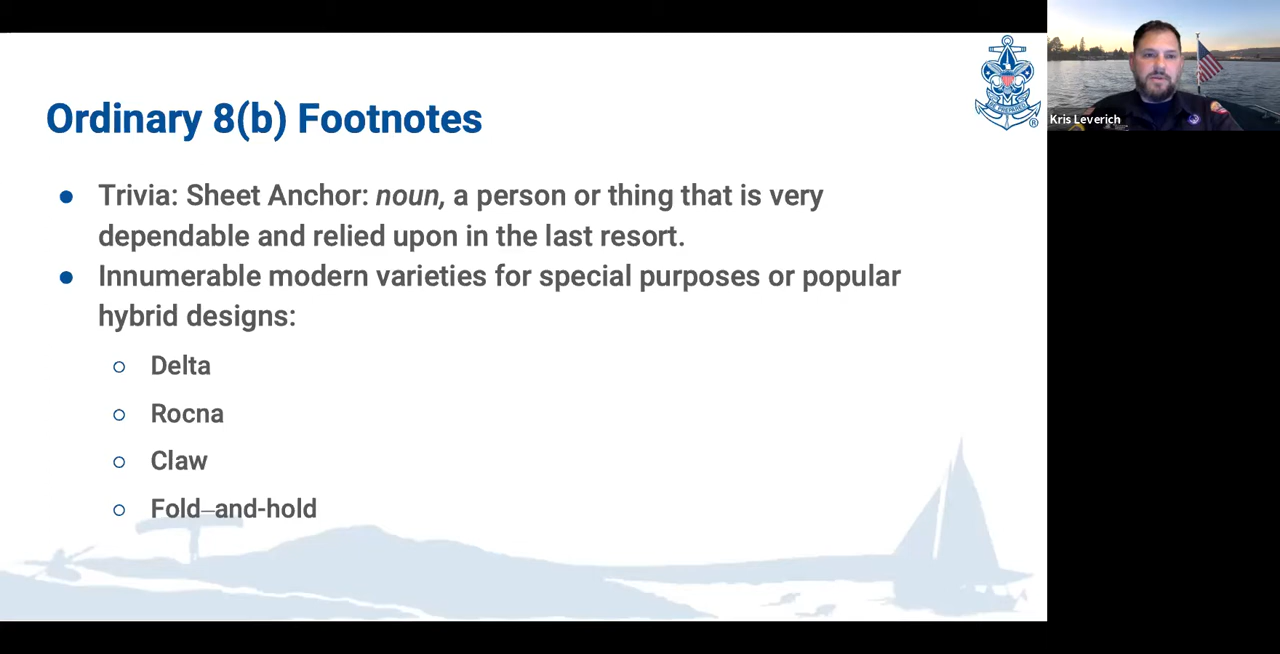 Ordinary 8(b) Footnotes
Kris Leverich
● Trivia: Sheet Anchor: noun, a person or thing that is very
dependable and relied upon in the last resort.
● Innumerable modern varieties for special purposes or popular
hybrid designs:
○ Delta
○ Rocna
○ Claw
○ Fold–and-hold